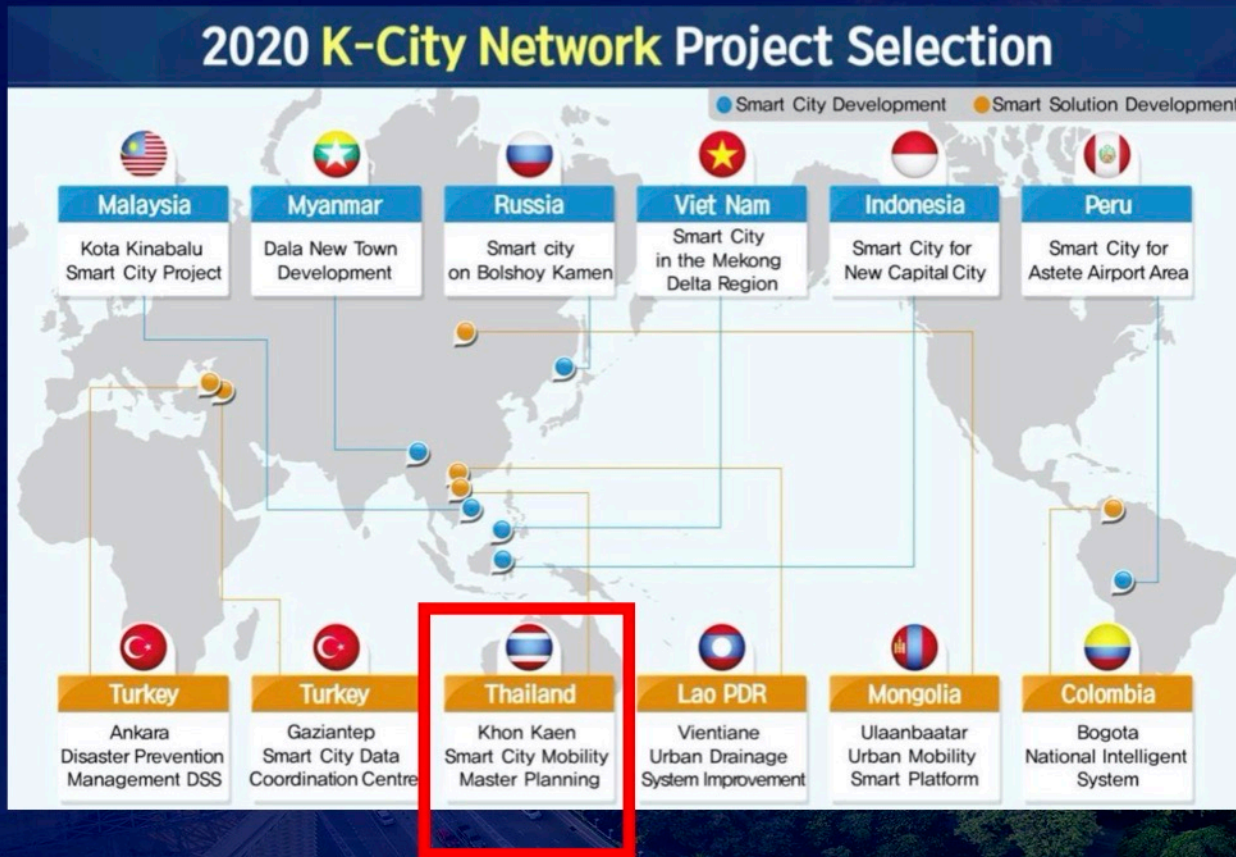 2020 K-City Network Project Selection
Smart City Development
Smart Solution Development
Malaysia
Kota Kinabalu
Smart City Project
Myanmar
Dala New Town
Development
Russia
Smart city
on Bolshoy Kamen
Viet Nam
Smart City
in the Mekong
Delta Region
Indonesia
Smart City for
New Capital City
Peru
Smart City for
Astete Airport Area
Turkey
Ankara
Disaster Prevention
Management DSS
Turkey
Gaziantep
Smart City Data
Coordination Centre
Thailand
Khon Kaen
Smart City Mobility
Master Planning
Lao PDR
Vientiane
Urban Drainage
System Improvement
Mongolia
Ulaanbaatar
Urban Mobility
Smart Platform
Colombia
Bogota
National Intelligent
System